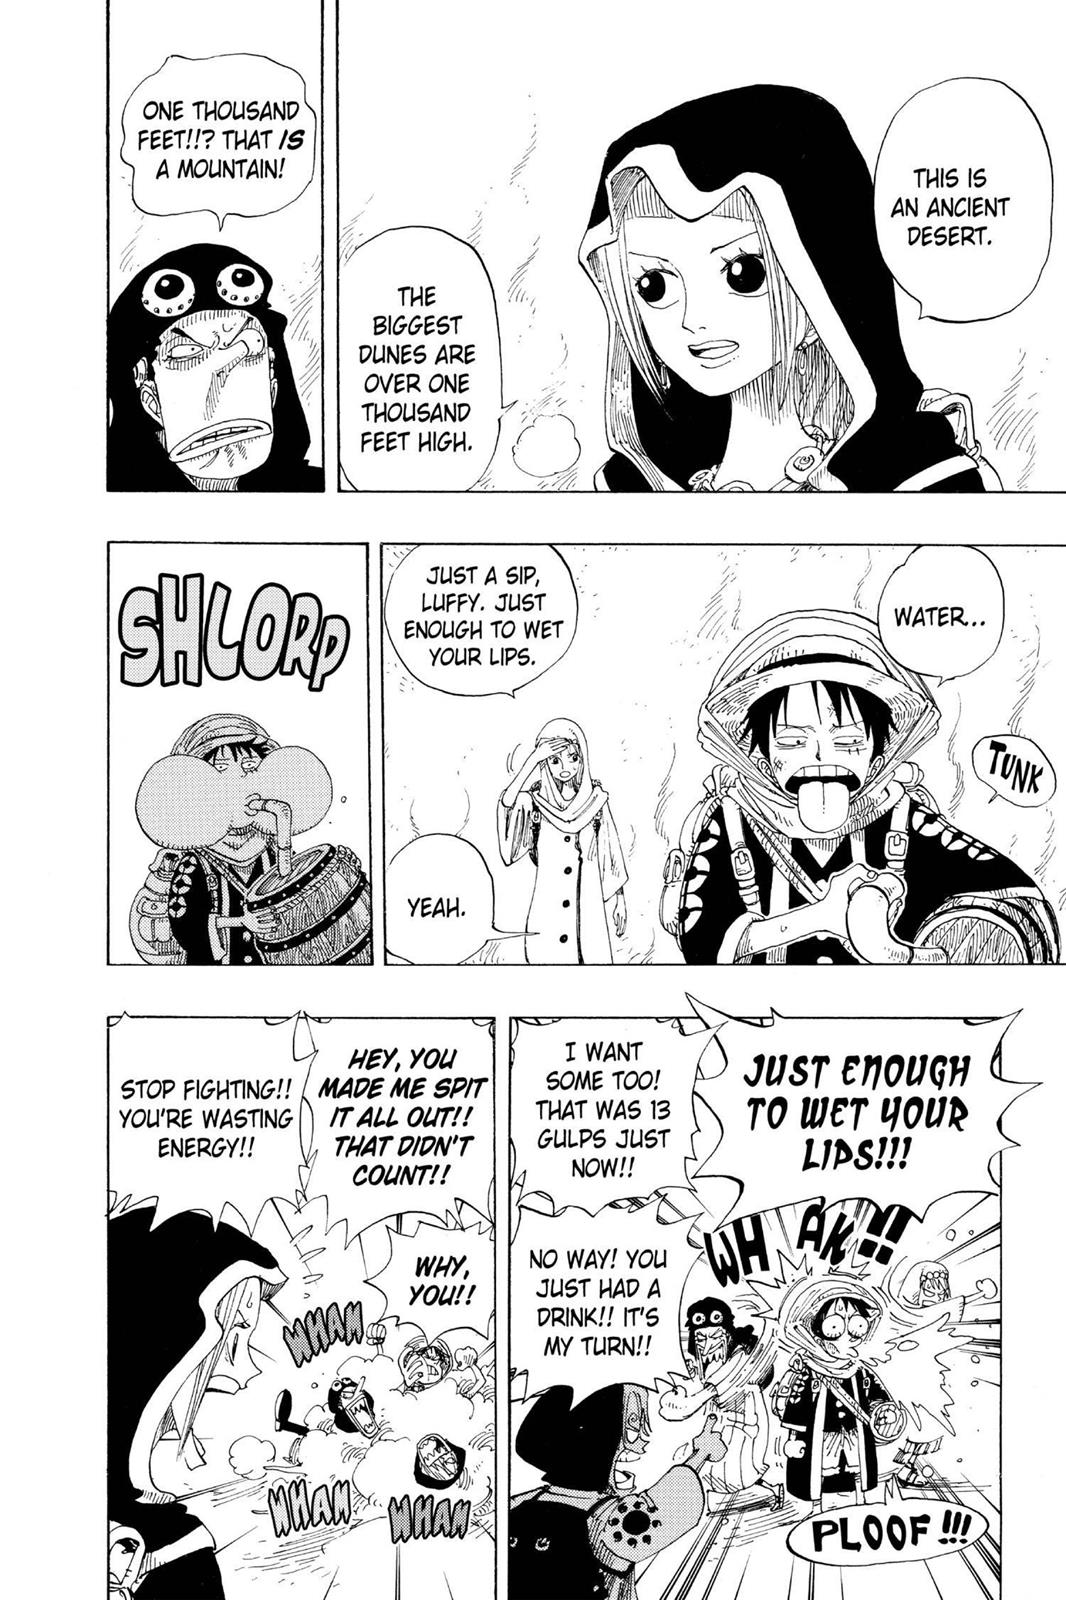 THIS IS
AN ANCIENT
DESERT.
THE
BIGGEST
DUNES ARE
OVER ONE
THOUSAND
FEET HIGH.
ONE THOUSAND
FEET!!? THAT IS
A MOUNTAIN!
WATER...
TUNK
JUST A SIP,
LUFFY. JUST
ENOUGH TO WET
YOUR LIPS.
YEAH.
SHLORP
JUST ENOUGH
TO WET YOUR
LIPS!!!
WHAK!!
PLOOF!!!
I WANT
SOME TOO!
THAT WAS 13
GULPS JUST
NOW!!
NO WAY! YOU
JUST HAD A
DRINK!! IT'S
MY TURN!!
HEY, YOU
MADE ME SPIT
IT ALL OUT!!
THAT DIDN'T
COUNT!!
WHY,
YOU!!
STOP FIGHTING!!
YOU'RE WASTING
ENERGY!!
WHAM
WHAM
WHAM